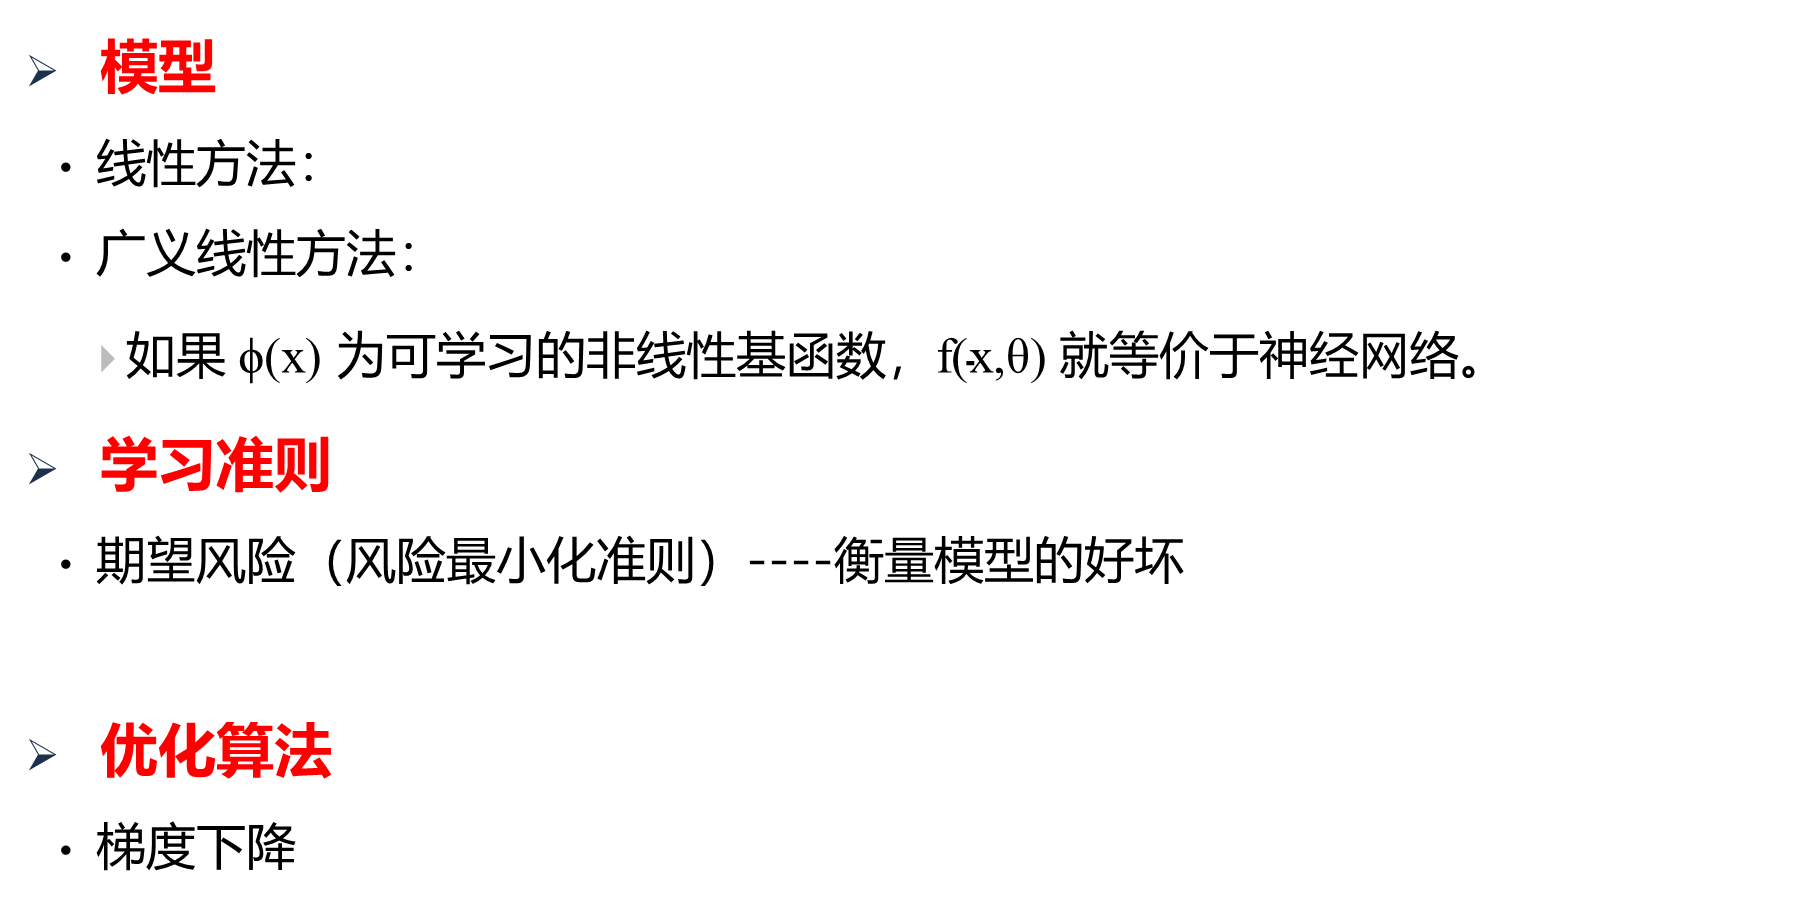 ➢ 模型
• 线性方法：
• 广义线性方法：
如果 ϕ(x) 为可学习的非线性基函数，f(x,θ) 就等价于神经网络。
➢ 学习准则
• 期望风险（风险最小化准则）----衡量模型的好坏
➢ 优化算法
• 梯度下降